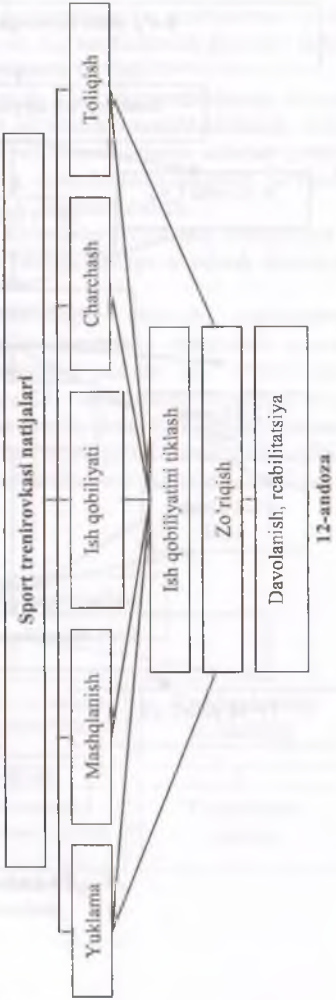 Sport trenirovkasi natijalari
Yuklama
Mashqlanish
Ish qobiliyati
Charchash
Toliqish
Ish qobiliyatini tiklash
Zo'riqish
Davolanish, reabilitatsiya
12-andoza